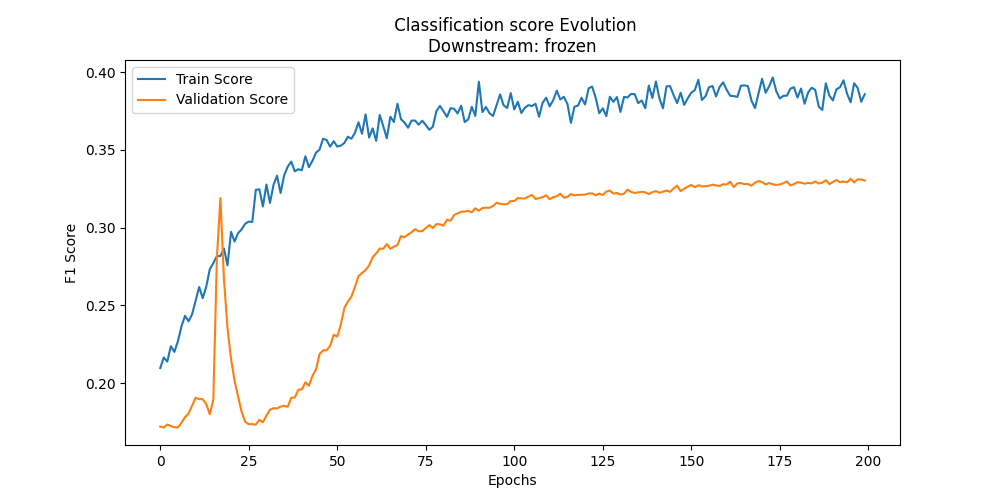 Classification score Evolution
Downstream: frozen
Train Score
Validation Score
0.40
0.35
0.30
0.25
0.20
F1 Score
0 25 50 75 100 125 150 175 200
Epochs